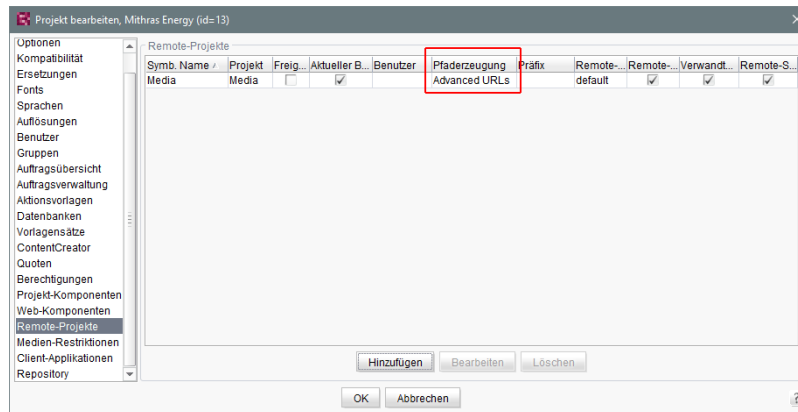 Projekt bearbeiten, Mithras Energy (id=13)
Optionen
Kompatibilität
Ersetzungen
Fonts
Sprachen
Auflösungen
Benutzer
Gruppen
Auftragsübersicht
Auftragsverwaltung
Aktionsvorlagen
Datenbanken
Vorlagensätze
ContentCreator
Quoten
Berechtigungen
Projekt-Komponenten
Web-Komponenten
Remote-Projekte
Medien-Restriktionen
Client-Applikationen
Repository
Remote-Projekte
Symb. Name Projekt Freig... Aktueller B... Benutzer Pfaderzeugung Präfix Remote-... Remote-... Verwandt... Remote-S...
Media Media Advanced URLs default
Hinzufügen Bearbeiten Löschen
OK Abbrechen
?